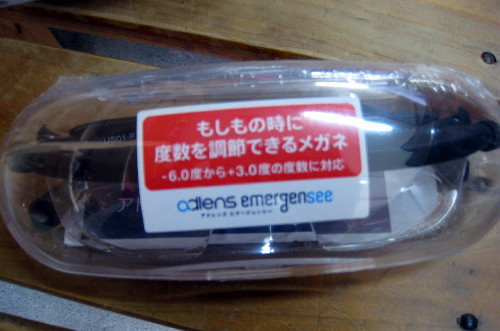 もしもの時に
度数を調節できるメガネ
-6.0度から+3.0度の度数に対応
adlens emergensee
アドレンズ エマージェンシー
アド